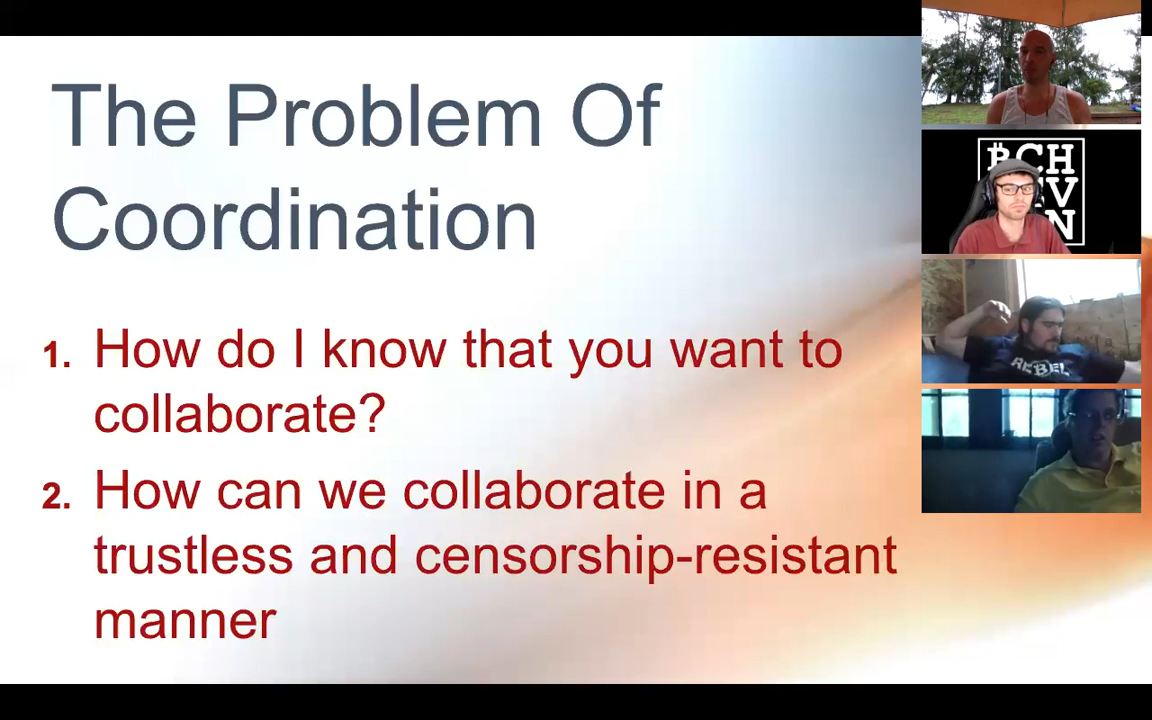 The Problem Of
Coordination
1. How do I know that you want to
collaborate?
2. How can we collaborate in a
trustless and censorship-resistant
manner
BCH
V
N
REBEL